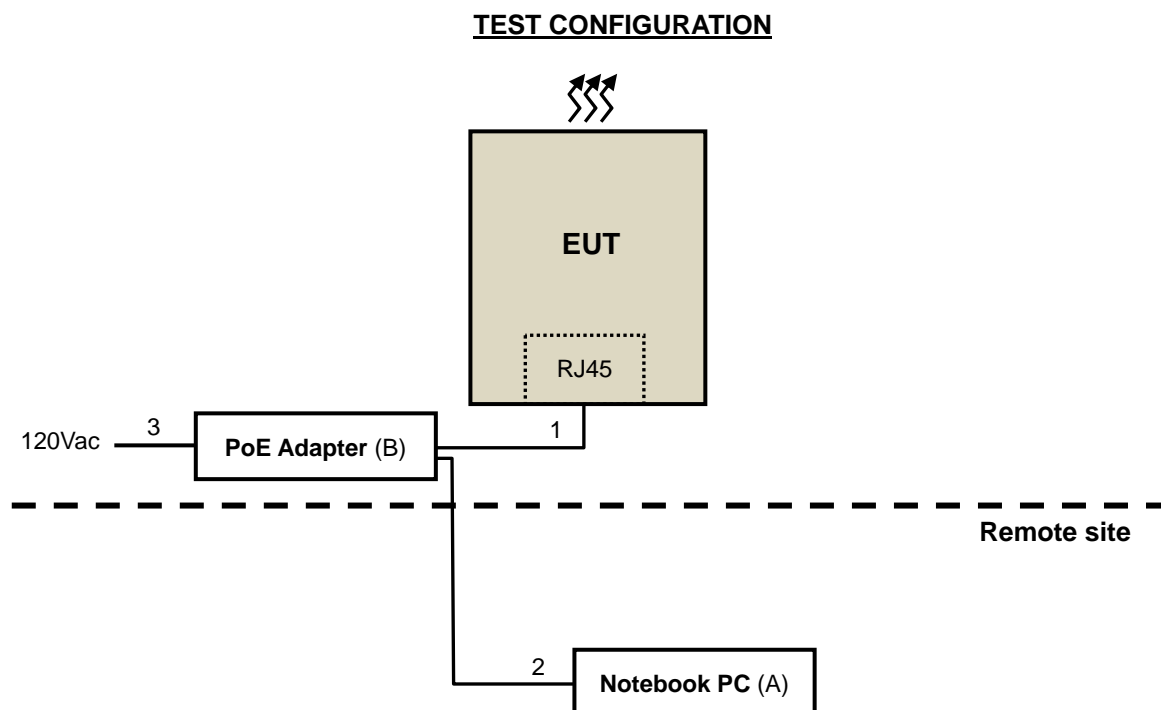 TEST CONFIGURATION
EUT
RJ45
1
3
120Vac
PoE Adapter (B)
Remote site
2
Notebook PC (A)